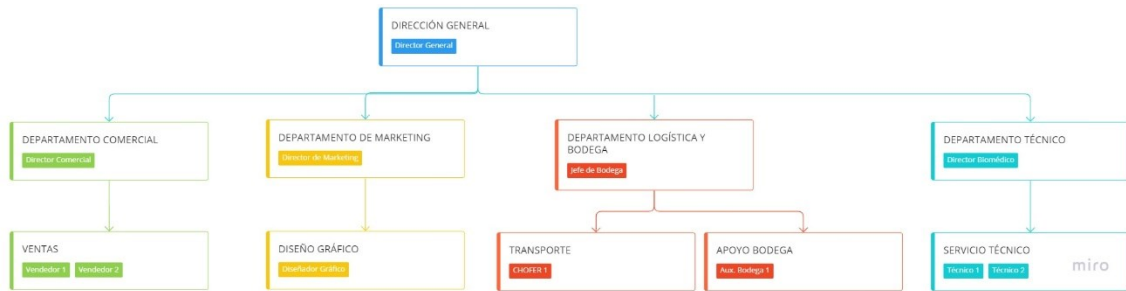 DIRECCIÓN GENERAL
Director General
DEPARTAMENTO COMERCIAL
Director Comercial
DEPARTAMENTO DE MARKETING
Director de Marketing
DEPARTAMENTO LOGÍSTICA Y
BODEGA
Jefe de Bodega
DEPARTAMENTO TÉCNICO
Director Biomédico
VENTAS
Vendedor 1 Vendedor 2
DISEÑO GRÁFICO
Diseñador Gráfico
TRANSPORTE
CHOFER 1
APOYO BODEGA
Aux. Bodega 1
SERVICIO TÉCNICO
Técnico 1 Técnico 2
miro